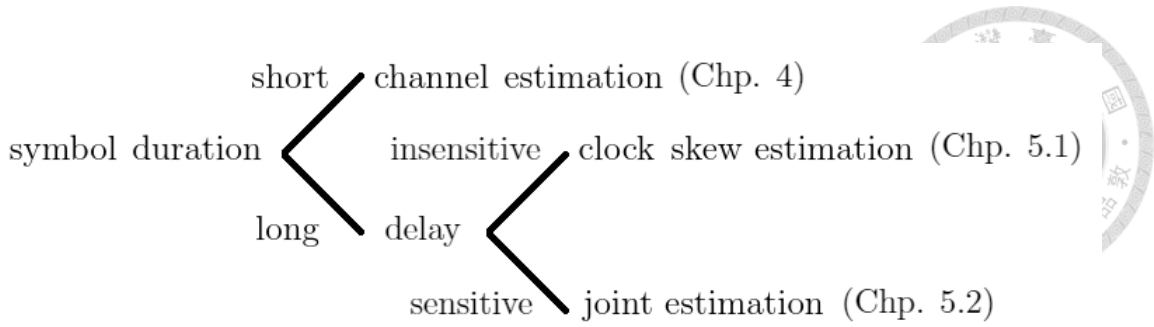 short channel estimation (Chp. 4)
symbol duration insensitive clock skew estimation (Chp. 5.1)
long delay
sensitive joint estimation (Chp. 5.2)